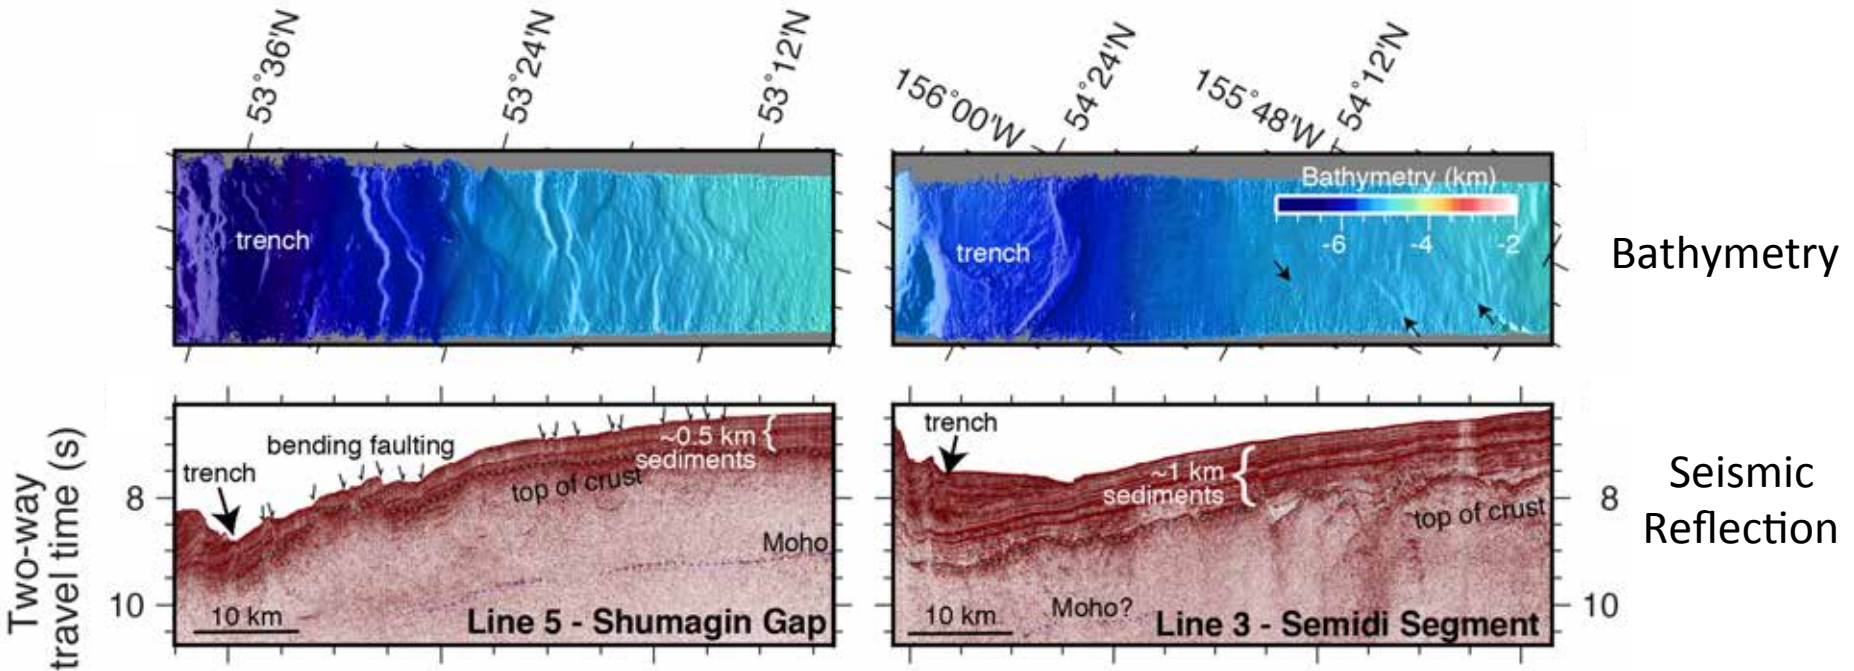 53°36'N
53°24'N
53°12'N
156°00'W
54°24'N
155°48'W
54°12'N
trench
trench
Bathymetry (km)
-6
-4
-2
Bathymetry
Two-way
travel time (s)
8
10
trench
bending faulting
~0.5 km {
sediments
top of crust
Moho
10 km
Line 5 - Shumagin Gap
trench
~1 km {
sediments
top of crust
Moho?
10 km
Line 3 - Semidi Segment
8
10
Seismic
Reflection